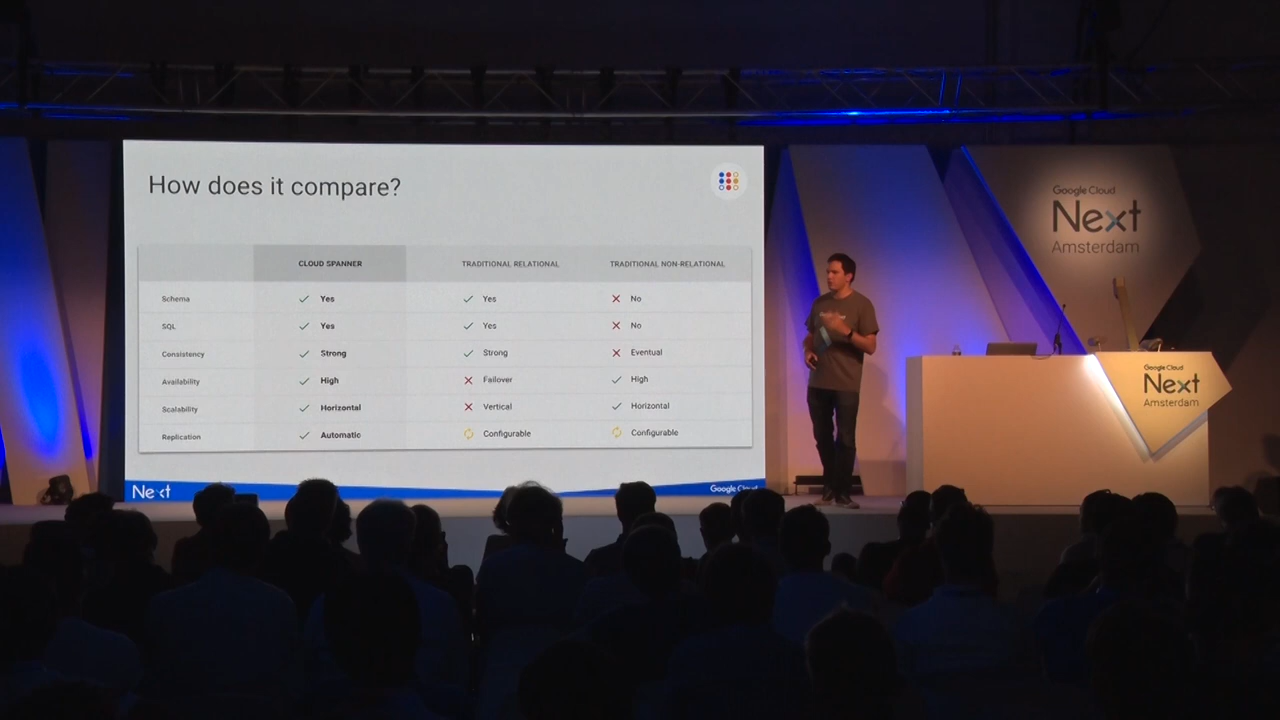 How does it compare?
CLOUD SPANNER TRADITIONAL RELATIONAL TRADITIONAL NON-RELATIONAL
Schema Yes Yes No
SQL Yes Yes No
Consistency Strong Strong Eventual
Availability High Failover High
Scalability Horizontal Vertical Horizontal
Replication Automatic Configurable Configurable
Next
Google Cloud
Google Cloud
Next
Amsterdam
Google Cloud
Next
Amsterdam